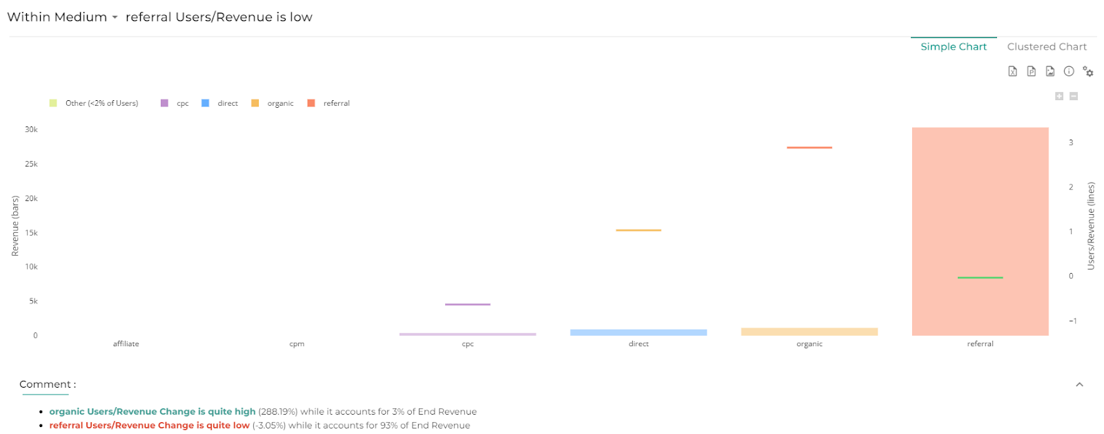 Within Medium referral Users/Revenue is low
Simple Chart Clustered Chart
Other (<2% of Users) cpc direct organic referral
30k
25k
20k
15k
10k
5k
0
Revenue (bars)
3
2
1
0
−1
Users/Revenue (lines)
affiliate cpm cpc direct organic referral
Comment :
organic Users/Revenue Change is quite high (288.19%) while it accounts for 3% of End Revenue
referral Users/Revenue Change is quite low (-3.05%) while it accounts for 93% of End Revenue